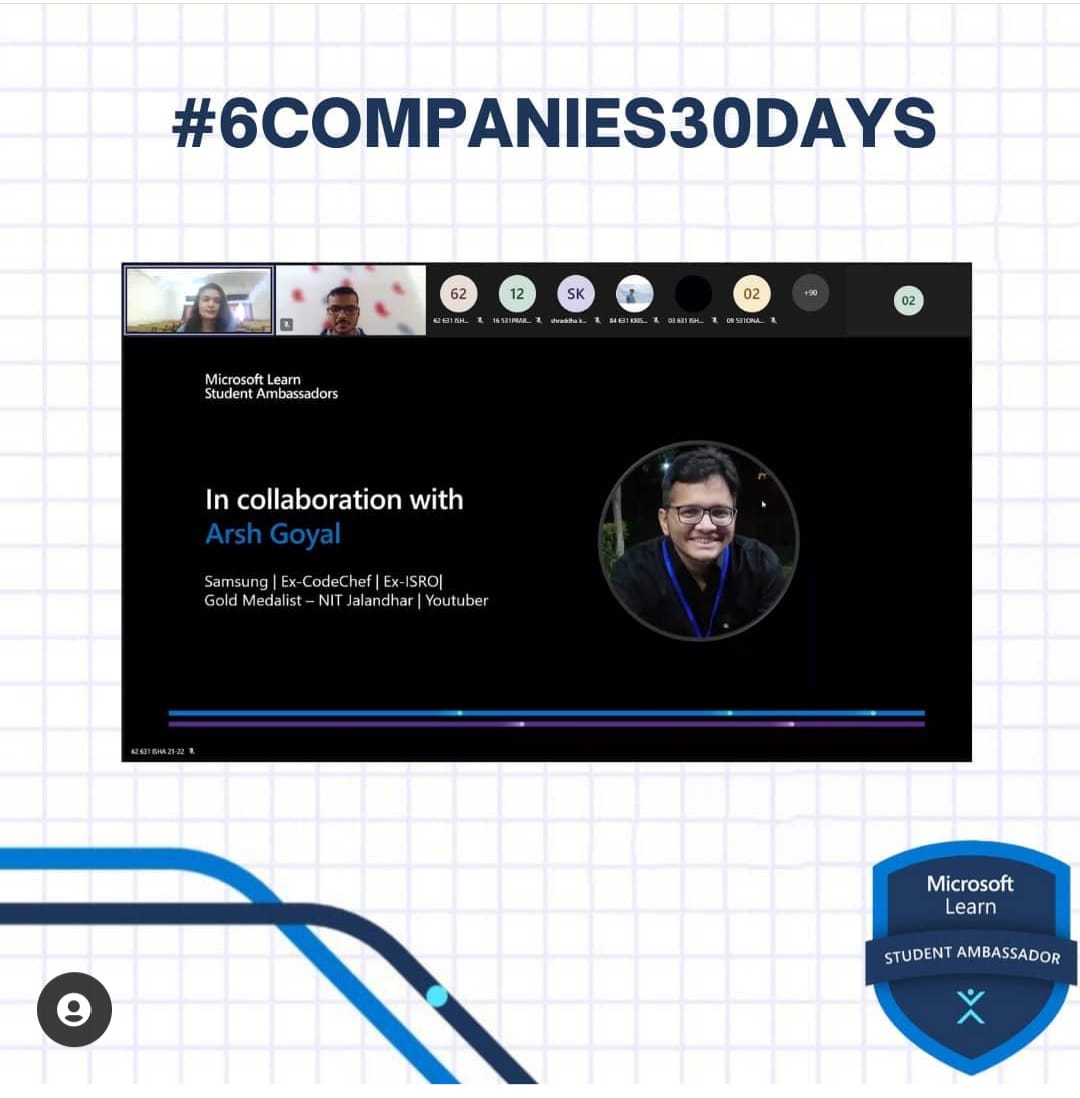 #6COMPANIES30DAYS
62
12
SK
02
+90
02
62 631 ISH...
16 531PRAR...
shraddha k...
84 631 KRIS...
03 631 ISH...
09 531ONA...
Microsoft Learn
Student Ambassadors
In collaboration with
Arsh Goyal
Samsung | Ex-CodeChef | Ex-ISRO|
Gold Medalist – NIT Jalandhar | Youtuber
62 631 ISHA 21-22
Microsoft
Learn
STUDENT AMBASSADOR